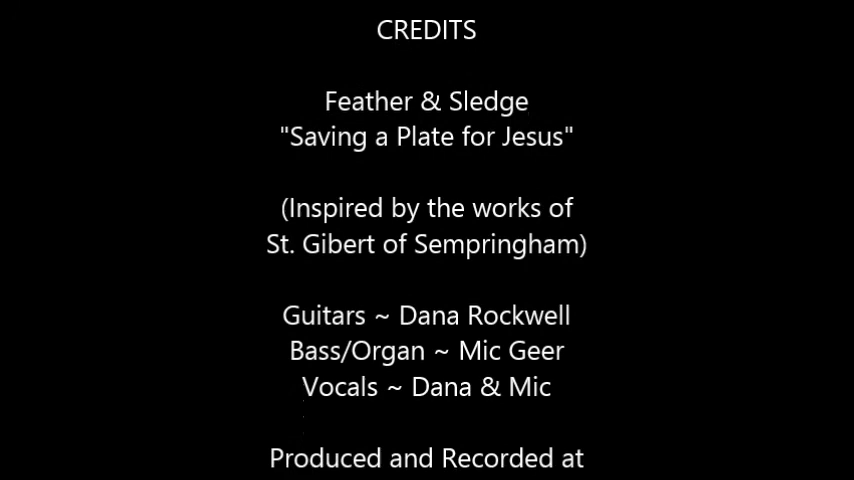 CREDITS
Feather & Sledge
"Saving a Plate for Jesus"
(Inspired by the works of
St. Gibert of Sempringham)
Guitars ~ Dana Rockwell
Bass/Organ ~ Mic Geer
Vocals ~ Dana & Mic
Produced and Recorded at